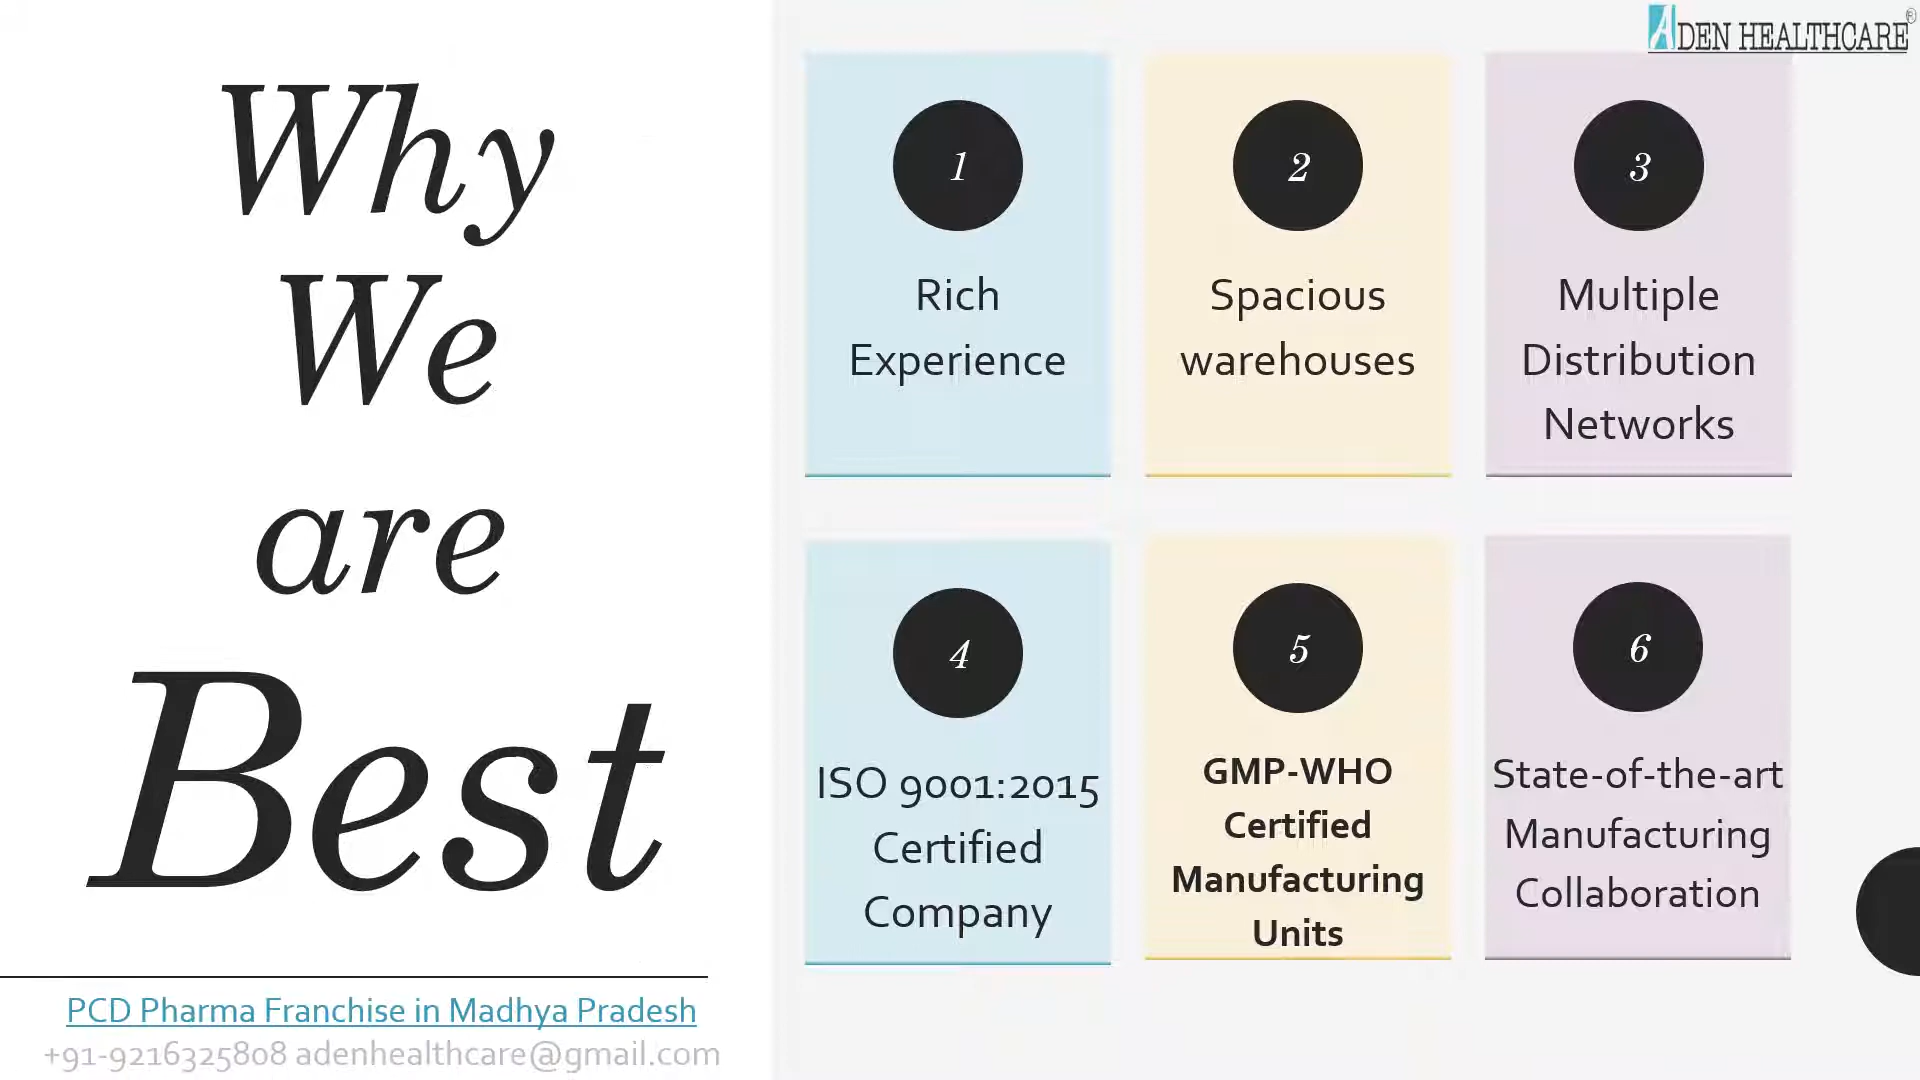 ADEN HEALTHCARE®
Why
We
are
Best
1
Rich
Experience
2
Spacious
warehouses
3
Multiple
Distribution
Networks
4
ISO 9001:2015
Certified
Company
5
GMP-WHO
Certified
Manufacturing
Units
6
State-of-the-art
Manufacturing
Collaboration
PCD Pharma Franchise in Madhya Pradesh
+91-9216325808 adenhealthcare@gmail.com